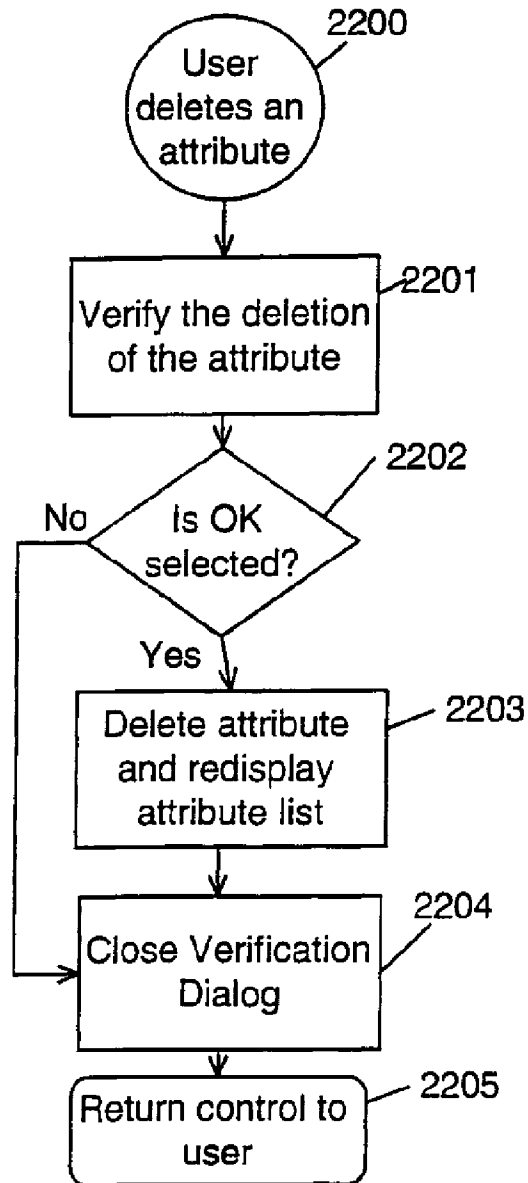 2200
User
deletes an
attribute
2201
Verify the deletion
of the attribute
2202
Is OK
selected?
No
Yes
2203
Delete attribute
and redisplay
attribute list
2204
Close Verification
Dialog
2205
Return control to
user